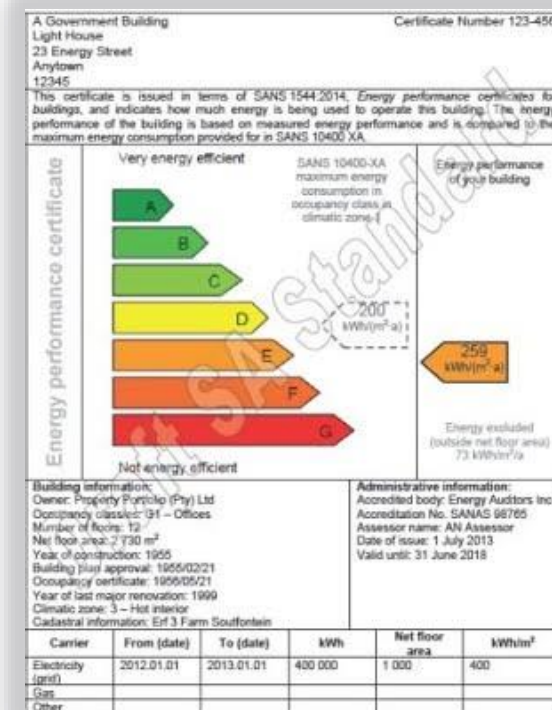 A Government Building
Certificate Number 123-456
Light House
23 Energy Street
Anytown
12345
This certificate is issued in terms of SANS 1544:2014, Energy performance certificates for
buildings, and indicates how much energy is being used to operate this building. The energy
performance of the building is based on measured energy performance and is compared to the
maximum energy consumption provided for in SANS 10400 XA
Energy performance certificate
Very energy efficient
SANS 10400-XA
maximum energy
consumption in
occupancy class in
climatic zone
Energy performance
of your building
A
B
C
D
E
F
G
200
kWh/(m²·a)
259
kWh/(m²·a)
Energy excluded
(outside net floor area)
73 kWh/m²/a
Not energy efficient
Draft SA Standard
Building information:
Owner: Property Portfolio (Pty) Ltd
Occupancy classes: G1 – Offices
Number of floors: 12
Net floor area: 2 730 m²
Year of construction: 1955
Building plan approval: 1955/02/21
Occupancy certificate: 1956/05/21
Year of last major renovation: 1999
Climatic zone: 3 – Hot interior
Cadastral information: Erf 3 Farm Soutfontein
Administrative information:
Accredited body: Energy Auditors Inc
Accreditation No. SANAS 98765
Assessor name: AN Assessor
Date of issue: 1 July 2013
Valid until: 31 June 2018
Carrier From (date) To (date) kWh Net floor area kWh/m²
Electricity (grid) 2012.01.01 2013.01.01 400 000 1 000 400
Gas
Other